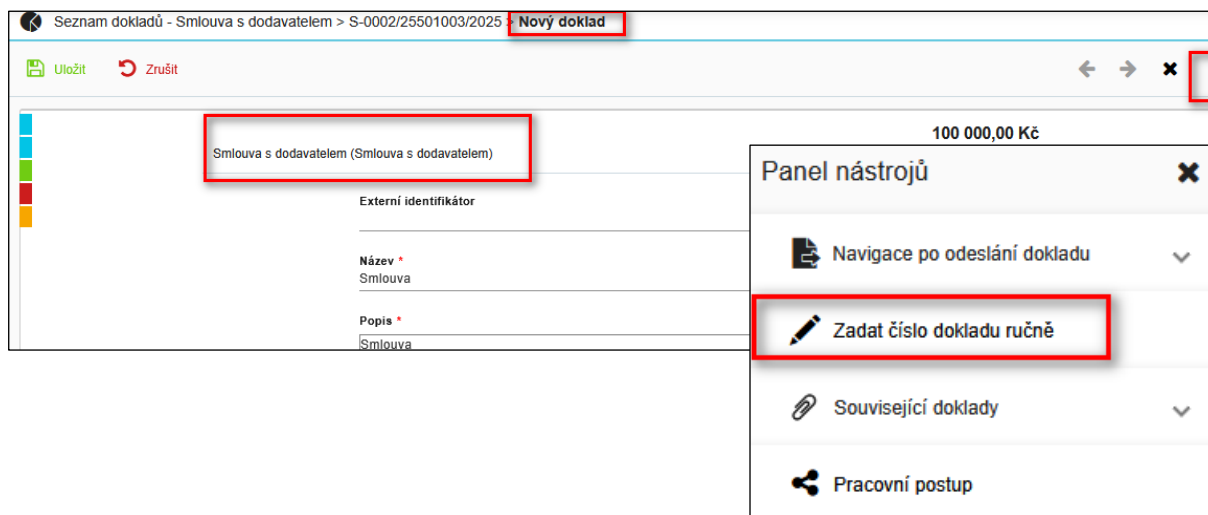 Seznam dokladů - Smlouva s dodavatelem > S-0002/25501003/2025 > Nový doklad
Uložit Zrušit
100 000,00 Kč
Smlouva s dodavatelem (Smlouva s dodavatelem)
Externí identifikátor
Název *
Smlouva
Popis *
Smlouva
Panel nástrojů
Navigace po odeslání dokladu
Zadat číslo dokladu ručně
Související doklady
Pracovní postup